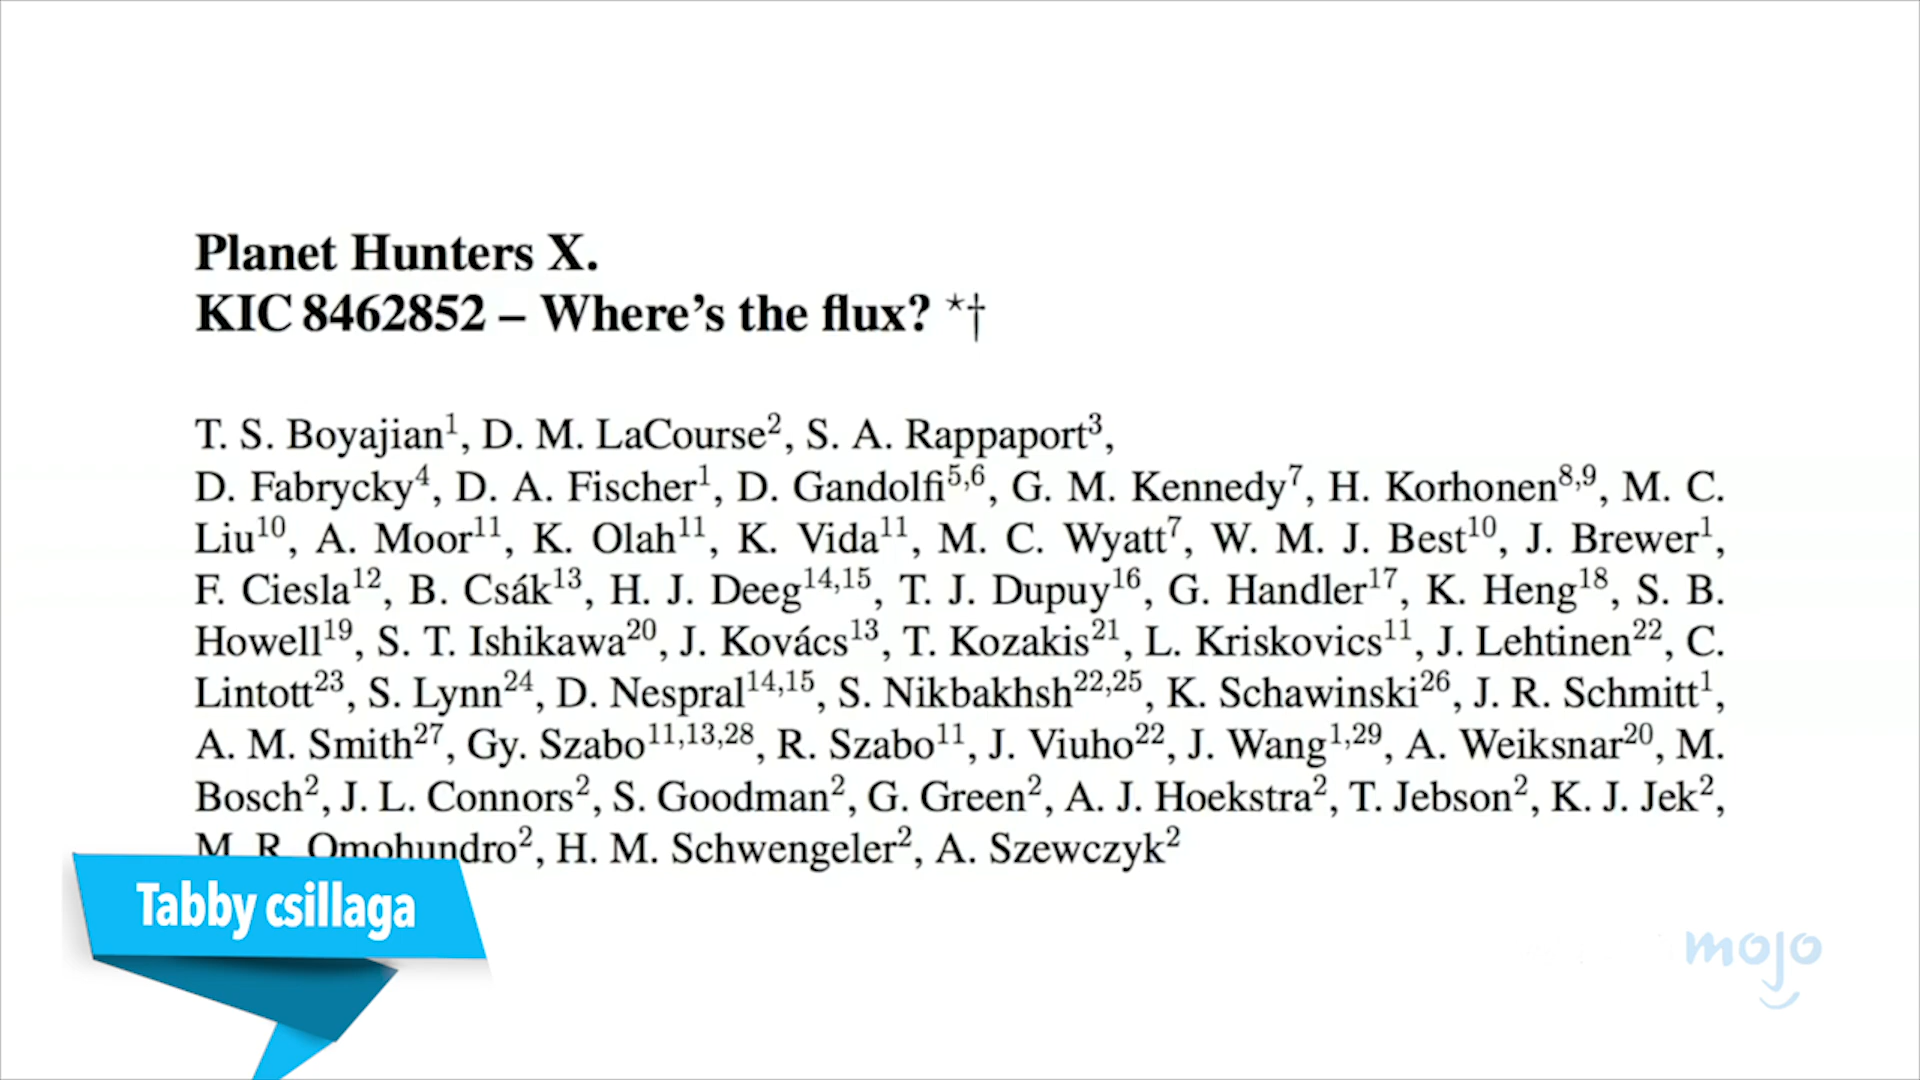 Planet Hunters X.
KIC 8462852 – Where's the flux? *†
T. S. Boyajian¹, D. M. LaCourse², S. A. Rappaport³,
D. Fabrycky⁴, D. A. Fischer¹, D. Gandolfi⁵,⁶, G. M. Kennedy⁷, H. Korhonen⁸,⁹, M. C.
Liu¹⁰, A. Moor¹¹, K. Olah¹¹, K. Vida¹¹, M. C. Wyatt⁷, W. M. J. Best¹⁰, J. Brewer¹,
F. Ciesla¹², B. Csák¹³, H. J. Deeg¹⁴,¹⁵, T. J. Dupuy¹⁶, G. Handler¹⁷, K. Heng¹⁸, S. B.
Howell¹⁹, S. T. Ishikawa²⁰, J. Kovács¹³, T. Kozakis²¹, L. Kriskovics¹¹, J. Lehtinen²², C.
Lintott²³, S. Lynn²⁴, D. Nespral¹⁴,¹⁵, S. Nikbakhsh²²,²⁵, K. Schawinski²⁶, J. R. Schmitt¹,
A. M. Smith²⁷, Gy. Szabo¹¹,¹³,²⁸, R. Szabo¹¹, J. Viuho²², J. Wang¹,²⁹, A. Weiksnar²⁰, M.
Bosch², J. L. Connors², S. Goodman², G. Green², A. J. Hoekstra², T. Jebson², K. J. Jek²,
M. R. Omohundro², H. M. Schwengeler², A. Szewczyk²
Tabby csillaga
mojo